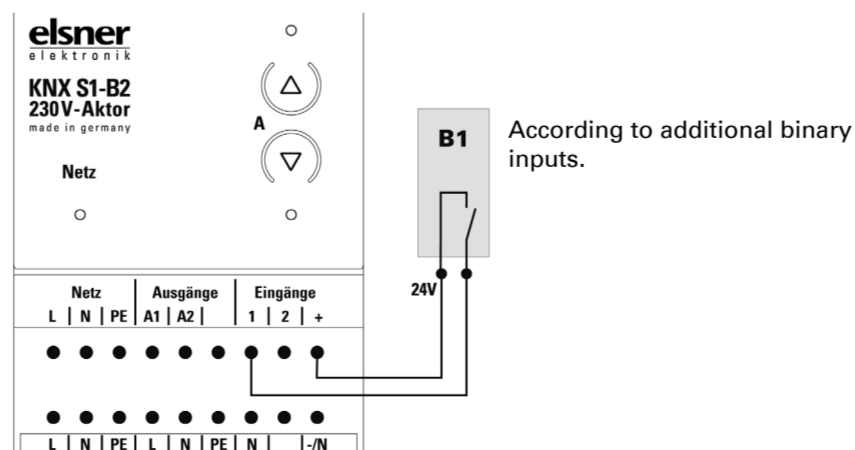 elsner
elektronik
KNX S1-B2
230V-Aktor
made in germany
A
Netz
B1
According to additional binary
inputs.
24V
Netz | Ausgänge | Eingänge
L | N | PE | A1 | A2 | | 1 | 2 | +
L | N | PE | L | N | PE | N | | -/N